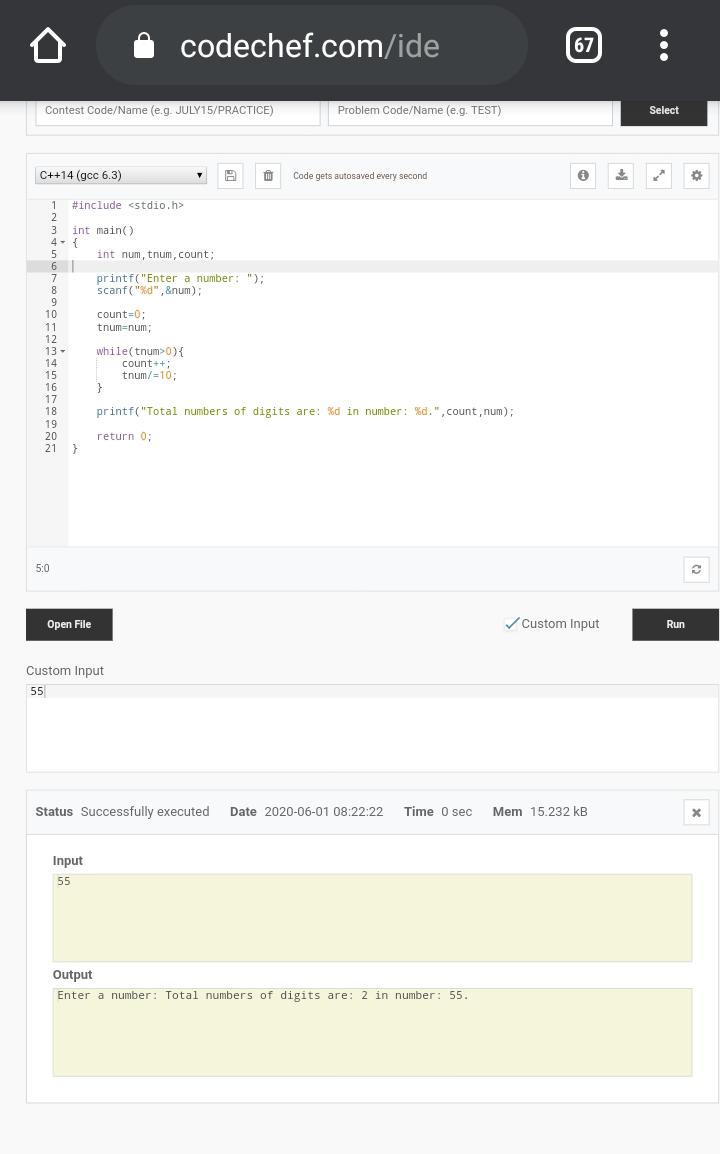 codechef.com/ide
67
Contest Code/Name (e.g. JULY15/PRACTICE) Problem Code/Name (e.g. TEST) Select
C++14 (gcc 6.3) Code gets autosaved every second
1 #include <stdio.h>
2
3 int main()
4 {
5     int num,tnum,count;
6
7     printf("Enter a number: ");
8     scanf("%d",&num);
9
10     count=0;
11     tnum=num;
12
13     while(tnum>0){
14         count++;
15         tnum/=10;
16     }
17
18     printf("Total numbers of digits are: %d in number: %d.",count,num);
19
20     return 0;
21 }
5:0
Open File Custom Input Run
Custom Input
55
Status Successfully executed Date 2020-06-01 08:22:22 Time 0 sec Mem 15.232 kB
Input
55
Output
Enter a number: Total numbers of digits are: 2 in number: 55.